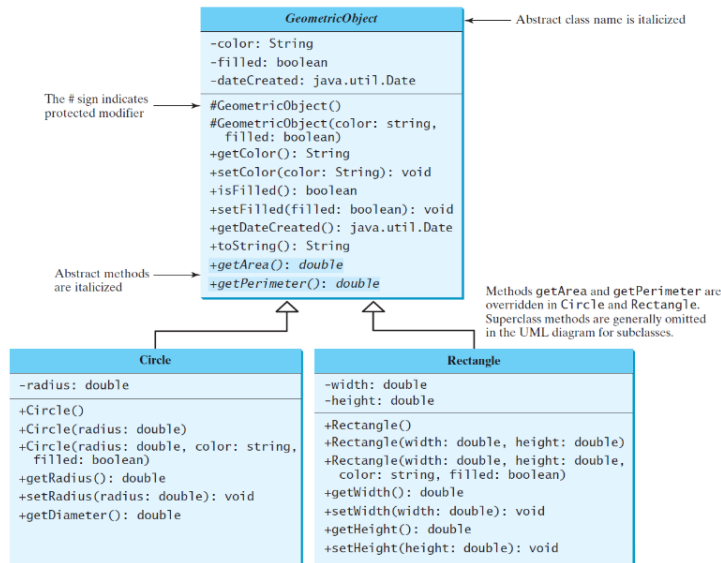 GeometricObject
Abstract class name is italicized
-color: String
-filled: boolean
-dateCreated: java.util.Date
The # sign indicates
protected modifier
#GeometricObject()
#GeometricObject(color: string,
filled: boolean)
+getColor(): String
+setColor(color: String): void
+isFilled(): boolean
+setFilled(filled: boolean): void
+getDateCreated(): java.util.Date
+toString(): String
+getArea(): double
+getPerimeter(): double
Abstract methods
are italicized
Methods getArea and getPerimeter are
overridden in Circle and Rectangle.
Superclass methods are generally omitted
in the UML diagram for subclasses.
Circle
-radius: double
+Circle()
+Circle(radius: double)
+Circle(radius: double, color: string,
filled: boolean)
+getRadius(): double
+setRadius(radius: double): void
+getDiameter(): double
Rectangle
-width: double
-height: double
+Rectangle()
+Rectangle(width: double, height: double)
+Rectangle(width: double, height: double,
color: string, filled: boolean)
+getWidth(): double
+setWidth(width: double): void
+getHeight(): double
+setHeight(height: double): void